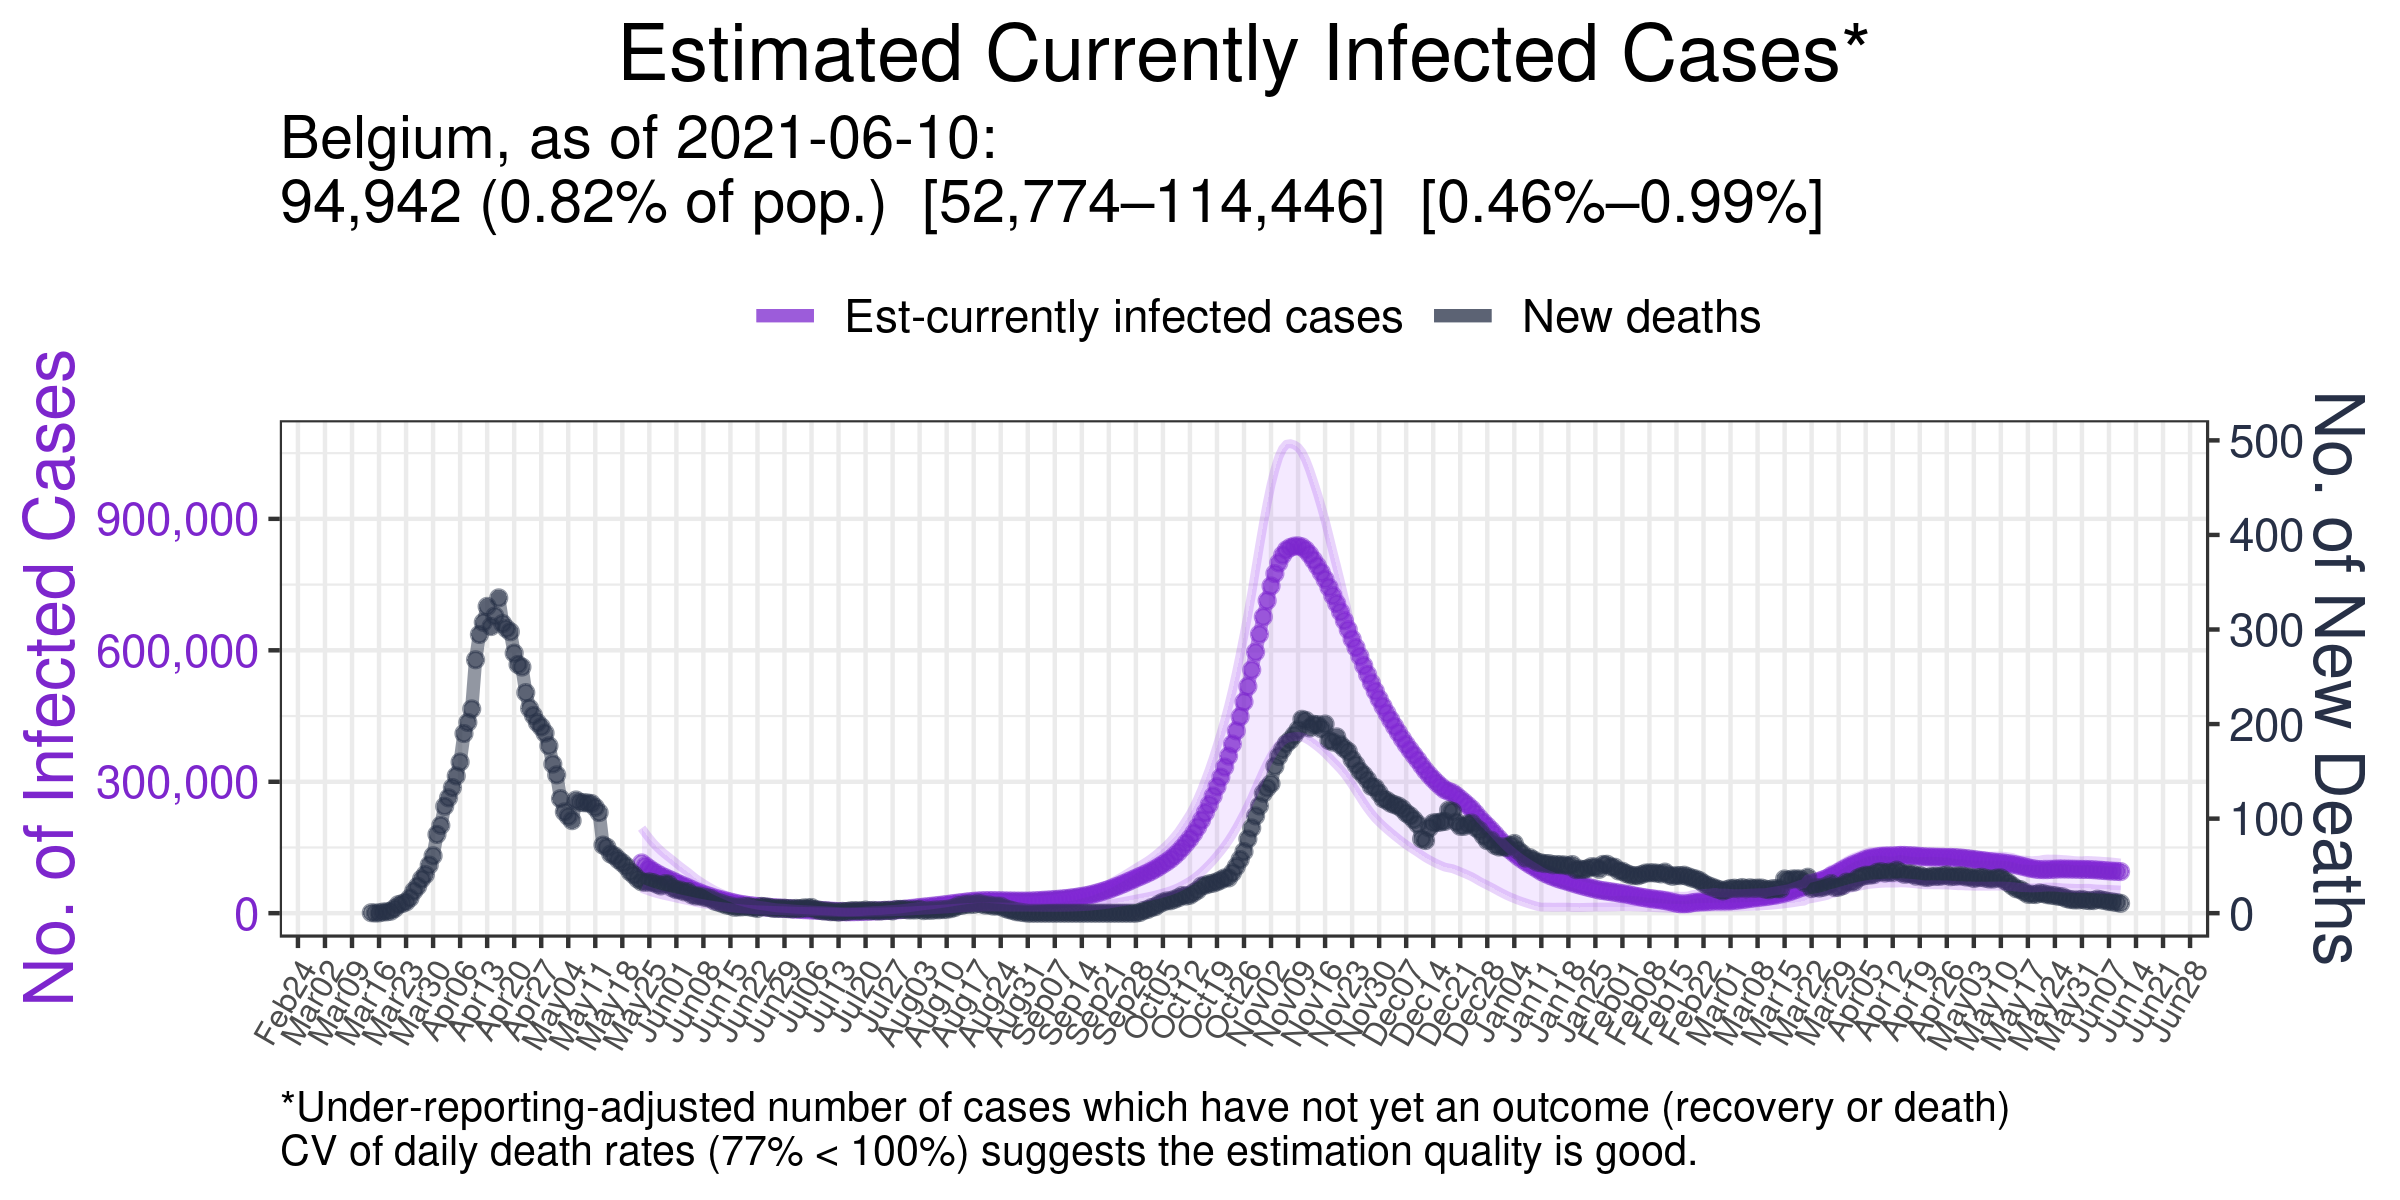 Estimated Currently Infected Cases*
Belgium, as of 2021-06-10:
94,942 (0.82% of pop.)  [52,774–114,446]  [0.46%–0.99%]
Est-currently infected cases
New deaths
No. of Infected Cases
900,000
600,000
300,000
0
500
400
300
200
100
0
No. of New Deaths
Feb24
Mar02
Mar09
Mar16
Mar23
Mar30
Apr06
Apr13
Apr20
Apr27
May04
May11
May18
May25
Jun01
Jun08
Jun15
Jun22
Jun29
Jul06
Jul13
Jul20
Jul27
Aug03
Aug10
Aug17
Aug24
Aug31
Sep07
Sep14
Sep21
Sep28
Oct05
Oct12
Oct19
Oct26
Nov02
Nov09
Nov16
Nov23
Nov30
Dec07
Dec14
Dec21
Dec28
Jan04
Jan11
Jan18
Jan25
Feb01
Feb08
Feb15
Feb22
Mar01
Mar08
Mar15
Mar22
Mar29
Apr05
Apr12
Apr19
Apr26
May03
May10
May17
May24
May31
Jun07
Jun14
Jun21
Jun28
*Under-reporting-adjusted number of cases which have not yet an outcome (recovery or death)
CV of daily death rates (77% < 100%) suggests the estimation quality is good.